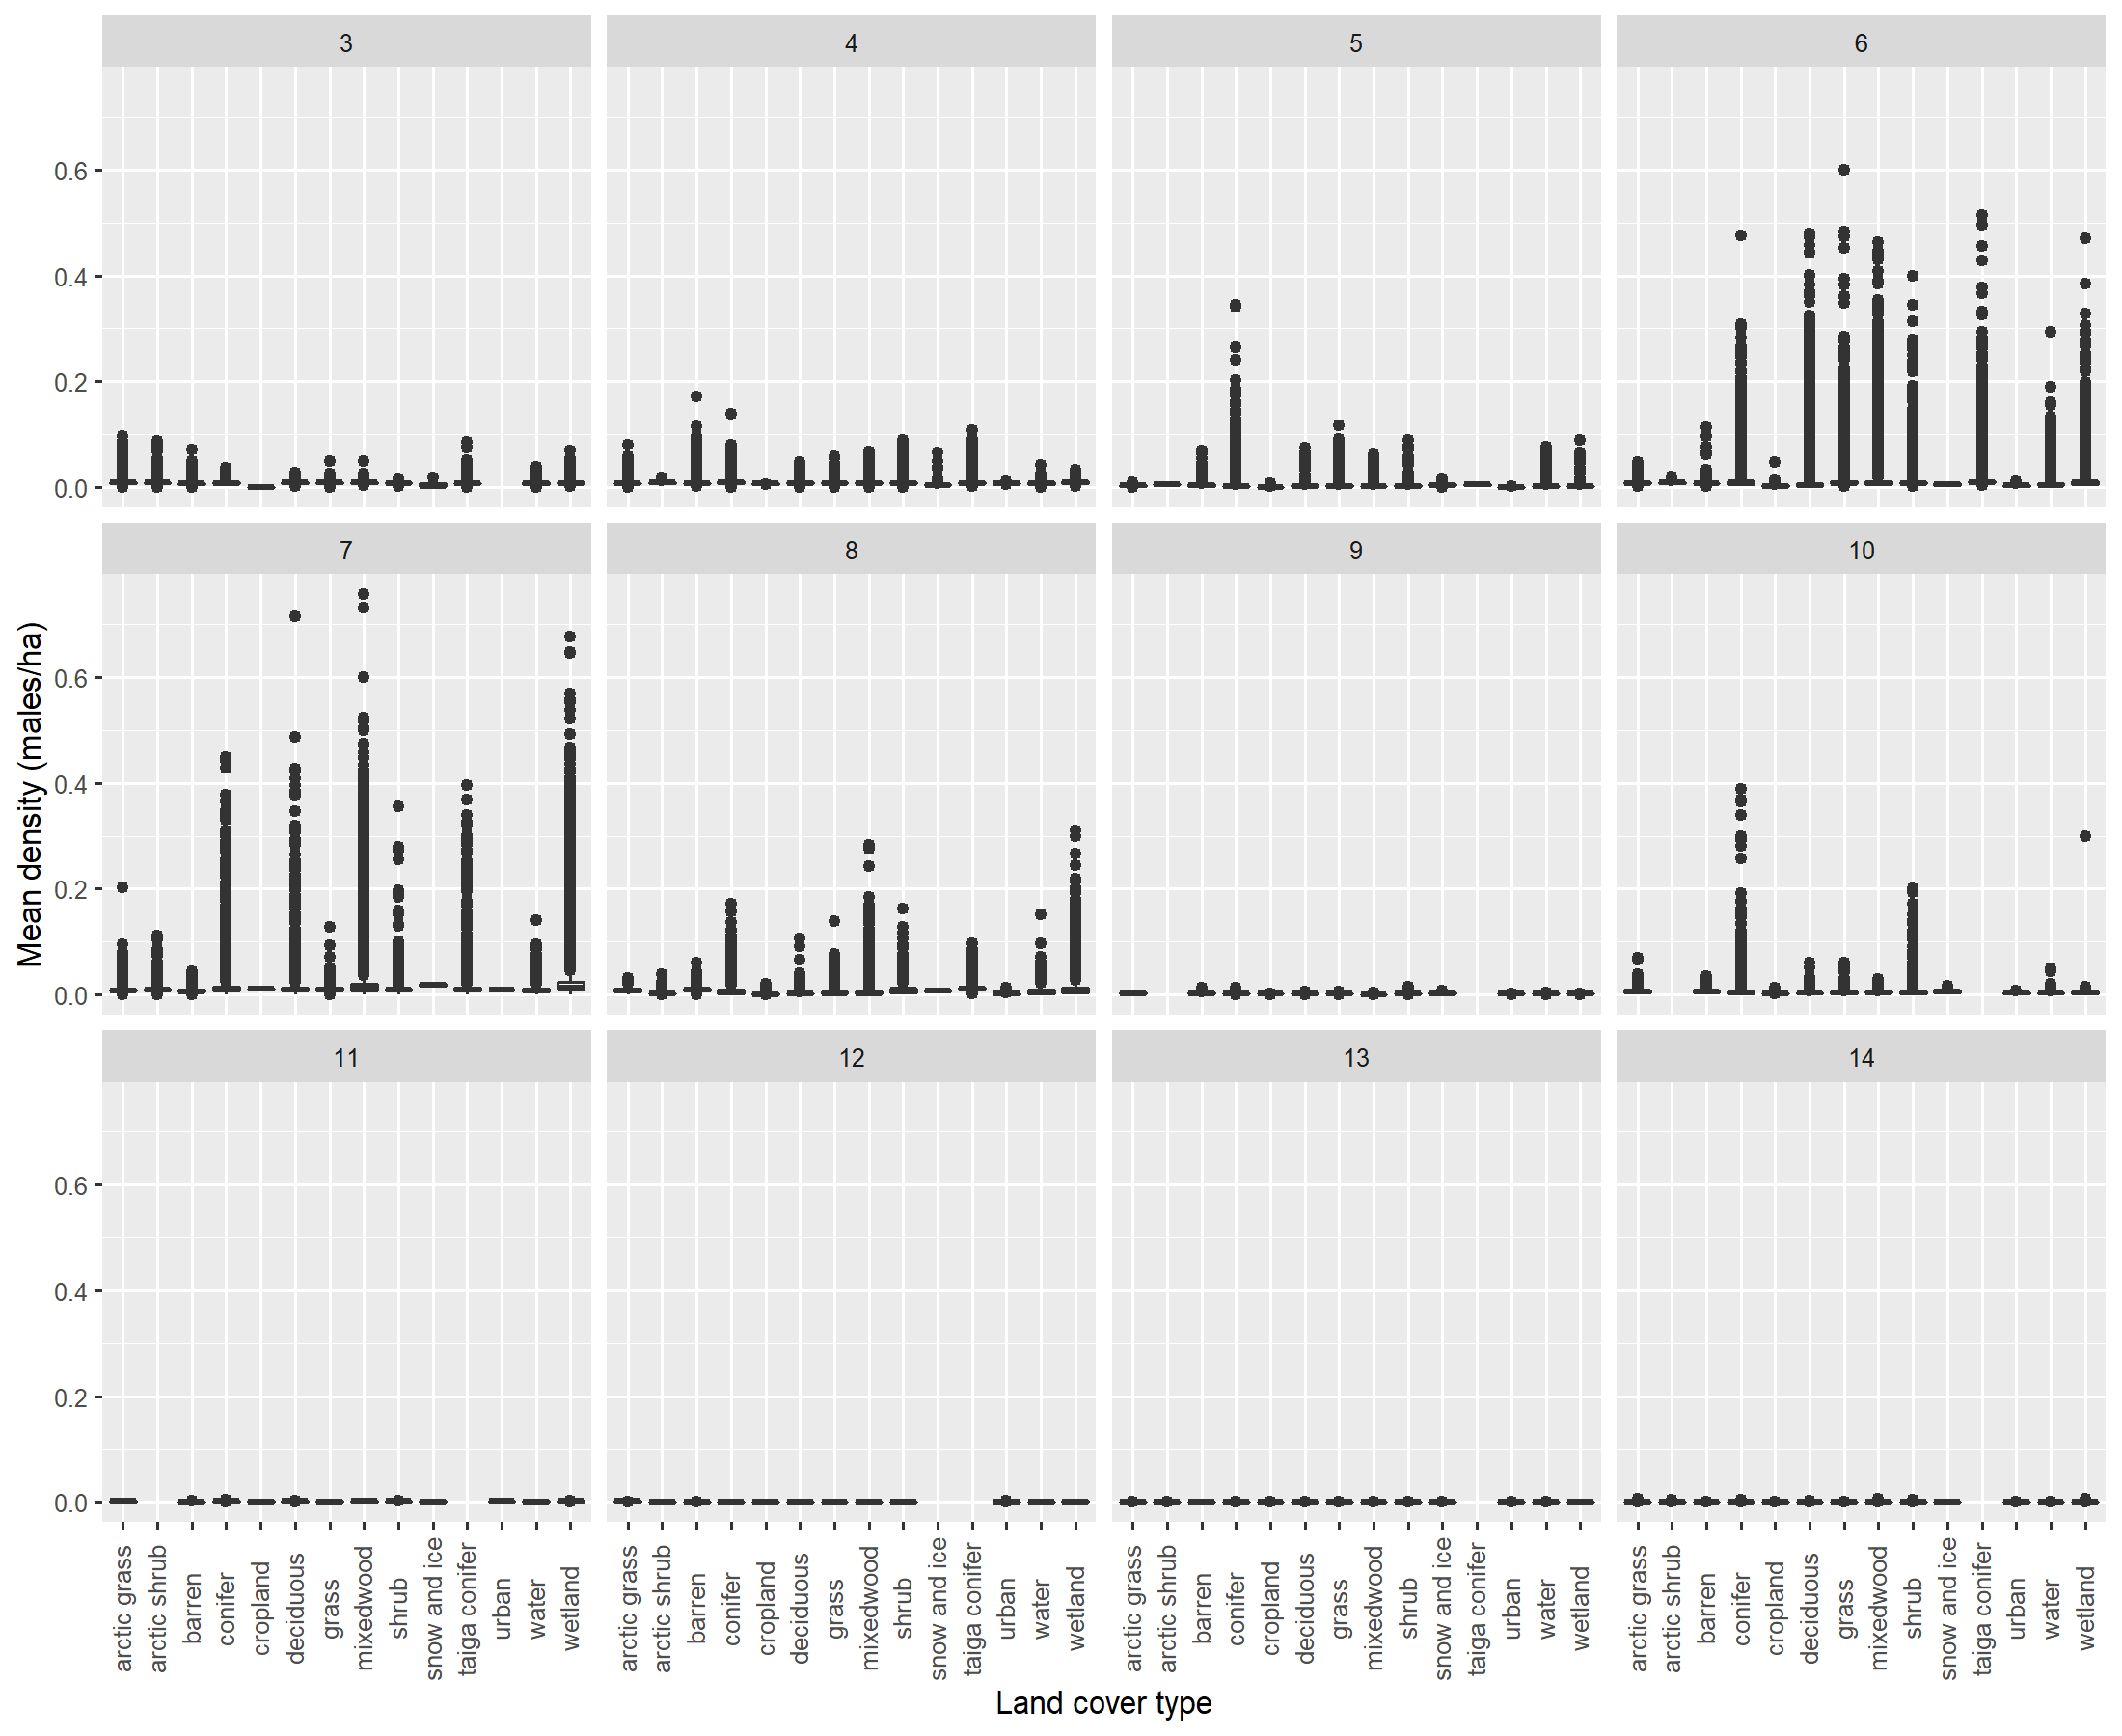 3 4 5 6
0.6
0.4
0.2
0.0
7 8 9 10
Mean density (males/ha)
0.6
0.4
0.2
0.0
11 12 13 14
0.6
0.4
0.2
0.0
arctic grass arctic shrub barren conifer cropland deciduous grass mixedwood shrub snow and ice taiga conifer urban water wetland
arctic grass arctic shrub barren conifer cropland deciduous grass mixedwood shrub snow and ice taiga conifer urban water wetland
arctic grass arctic shrub barren conifer cropland deciduous grass mixedwood shrub snow and ice taiga conifer urban water wetland
arctic grass arctic shrub barren conifer cropland deciduous grass mixedwood shrub snow and ice taiga conifer urban water wetland
Land cover type